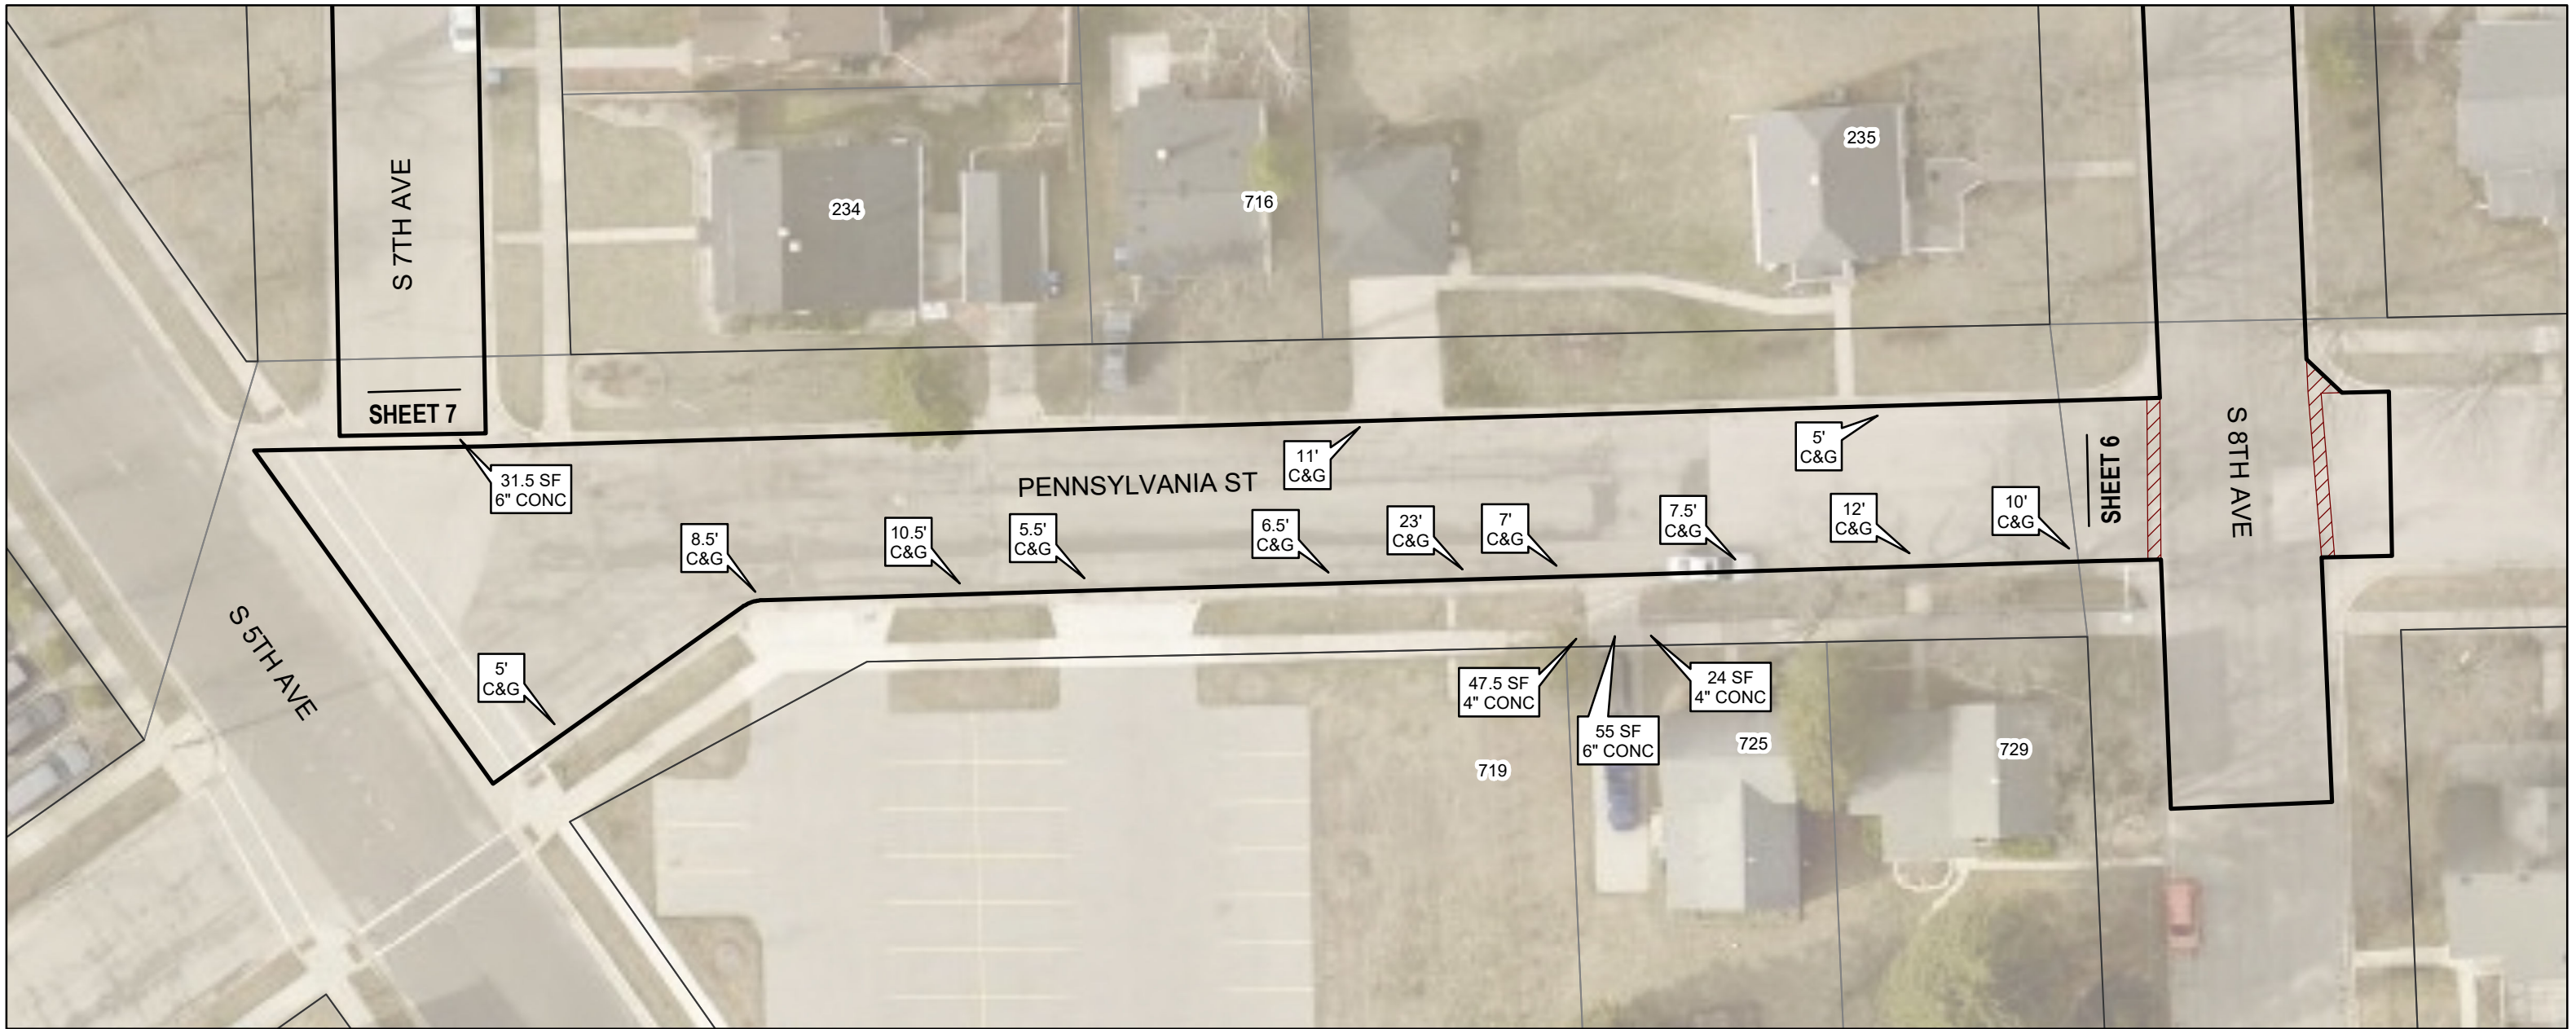 S 7TH AVE
234
716
235
SHEET 7
31.5 SF
6" CONC
PENNSYLVANIA ST
11'
C&G
5'
C&G
SHEET 6
S 8TH AVE
8.5'
C&G
10.5'
C&G
5.5'
C&G
6.5'
C&G
23'
C&G
7'
C&G
7.5'
C&G
12'
C&G
10'
C&G
S 5TH AVE
5'
C&G
47.5 SF
4" CONC
55 SF
6" CONC
24 SF
4" CONC
719
725
729